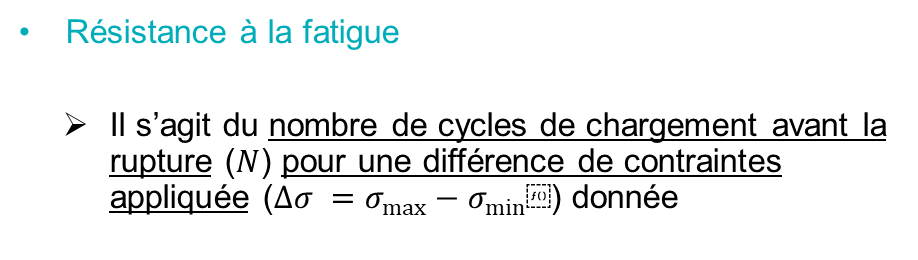 • Résistance à la fatigue
➢ Il s’agit du nombre de cycles de chargement avant la
rupture (N) pour une différence de contraintes
appliquée (Δσ = σmax − σmin) donnée